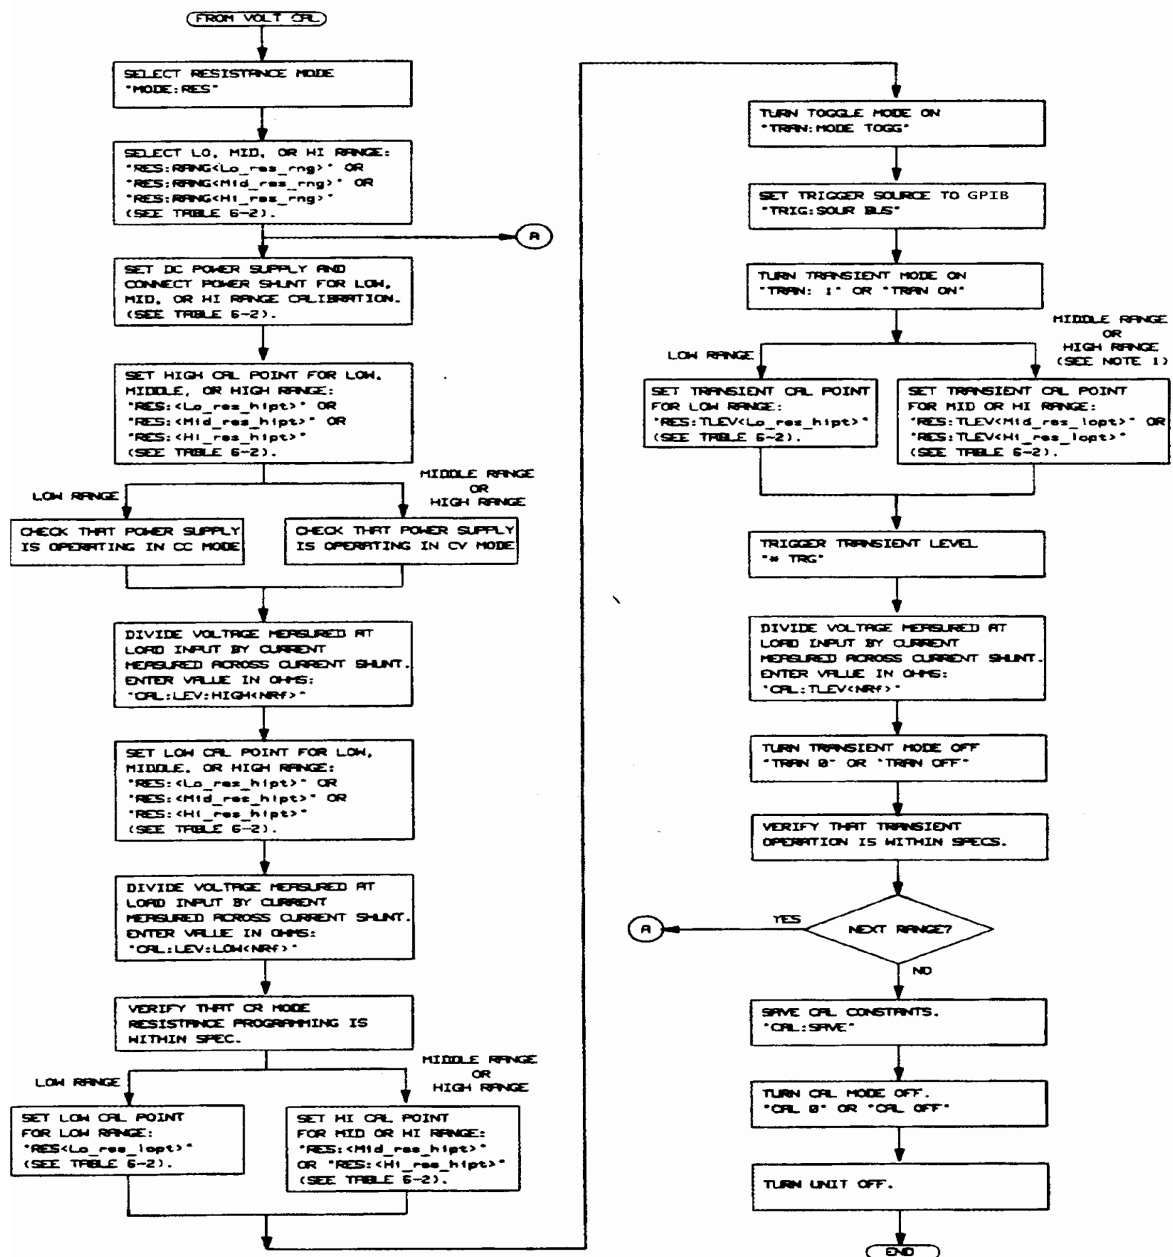 FROM VOLT CAL
SELECT RESISTANCE MODE
"MODE:RES"
SELECT LO, MID, OR HI RANGE:
"RES:RANG<Lo_res_rng>" OR
"RES:RANG<Mid_res_rng>" OR
"RES:RANG<Hi_res_rng>"
(SEE TABLE 6-2).
A
SET DC POWER SUPPLY AND
CONNECT POWER SHUNT FOR LOW,
MID, OR HI RANGE CALIBRATION.
(SEE TABLE 6-2).
SET HIGH CAL POINT FOR LOW,
MIDDLE, OR HIGH RANGE:
"RES:<Lo_res_hipt>" OR
"RES:<Mid_res_hipt>" OR
"RES:<Hi_res_hipt>"
(SEE TABLE 6-2).
LOW RANGE
MIDDLE RANGE
OR
HIGH RANGE
CHECK THAT POWER SUPPLY
IS OPERATING IN CC MODE
CHECK THAT POWER SUPPLY
IS OPERATING IN CV MODE
DIVIDE VOLTAGE MEASURED AT
LOAD INPUT BY CURRENT
MEASURED ACROSS CURRENT SHUNT.
ENTER VALUE IN OHMS:
"CAL:LEV:HIGH<NRf>"
SET LOW CAL POINT FOR LOW,
MIDDLE, OR HIGH RANGE:
"RES:<Lo_res_hipt>" OR
"RES:<Mid_res_hipt>" OR
"RES:<Hi_res_hipt>"
(SEE TABLE 6-2).
DIVIDE VOLTAGE MEASURED AT
LOAD INPUT BY CURRENT
MEASURED ACROSS CURRENT SHUNT.
ENTER VALUE IN OHMS:
"CAL:LEV:LOW<NRf>"
VERIFY THAT CR MODE
RESISTANCE PROGRAMMING IS
WITHIN SPEC.
LOW RANGE
MIDDLE RANGE
OR
HIGH RANGE
SET LOW CAL POINT
FOR LOW RANGE:
"RES<Lo_res_lopt>"
(SEE TABLE 6-2).
SET HI CAL POINT
FOR MID OR HI RANGE:
"RES:<Mid_res_hipt>"
OR "RES:<Hi_res_hipt>"
(SEE TABLE 6-2).
TURN TOGGLE MODE ON
"TRAN:MODE TOGG"
SET TRIGGER SOURCE TO GPIB
"TRIG:SOUR BUS"
TURN TRANSIENT MODE ON
"TRAN: 1" OR "TRAN ON"
LOW RANGE
MIDDLE RANGE
OR
HIGH RANGE
(SEE NOTE 1)
SET TRANSIENT CAL POINT
FOR LOW RANGE:
"RES:TLEV<Lo_res_hipt>"
(SEE TABLE 6-2).
SET TRANSIENT CAL POINT
FOR MID OR HI RANGE:
"RES:TLEV<Mid_res_lopt>" OR
"RES:TLEV<Hi_res_lopt>"
(SEE TABLE 6-2).
TRIGGER TRANSIENT LEVEL
"* TRG"
DIVIDE VOLTAGE MEASURED AT
LOAD INPUT BY CURRENT
MEASURED ACROSS CURRENT SHUNT.
ENTER VALUE IN OHMS:
"CAL:TLEV<NRf>"
TURN TRANSIENT MODE OFF
"TRAN 0" OR "TRAN OFF"
VERIFY THAT TRANSIENT
OPERATION IS WITHIN SPECS.
NEXT RANGE?
YES
A
NO
SAVE CAL CONSTANTS.
"CAL:SAVE"
TURN CAL MODE OFF.
"CAL 0" OR "CAL OFF"
TURN UNIT OFF.
END